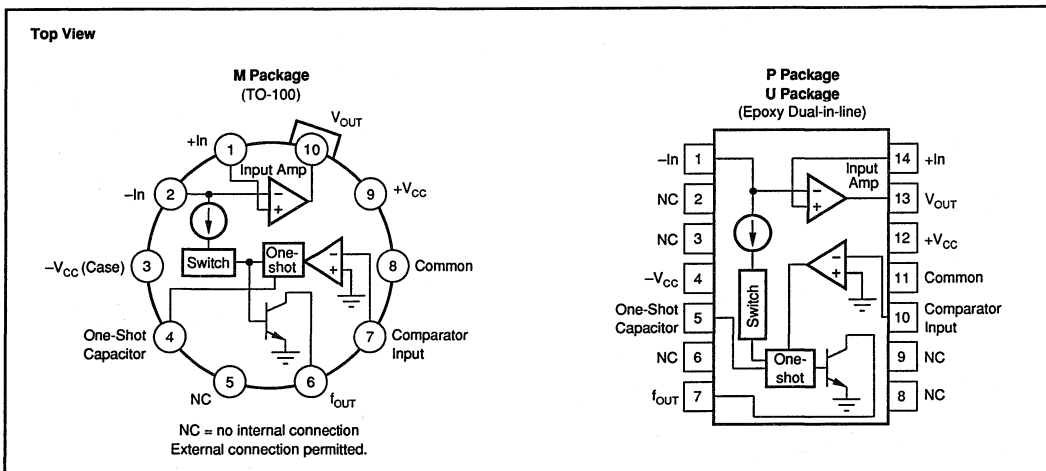 Top View
M Package
(TO-100)
V_OUT
+In
1
10
Input Amp
–In
2
9
+V_CC
–
+
–V_CC (Case)
3
Switch
One-
shot
–
+
8
Common
One-Shot
Capacitor
4
7
Comparator
Input
NC
5
6
f_OUT
NC = no internal connection
External connection permitted.
P Package
U Package
(Epoxy Dual-in-line)
–In
1
14
+In
Input
Amp
NC
2
–
+
13
V_OUT
NC
3
12
+V_CC
–V_CC
4
–
+
11
Common
One-Shot
Capacitor
5
Switch
10
Comparator
Input
NC
6
One-
shot
9
NC
f_OUT
7
8
NC